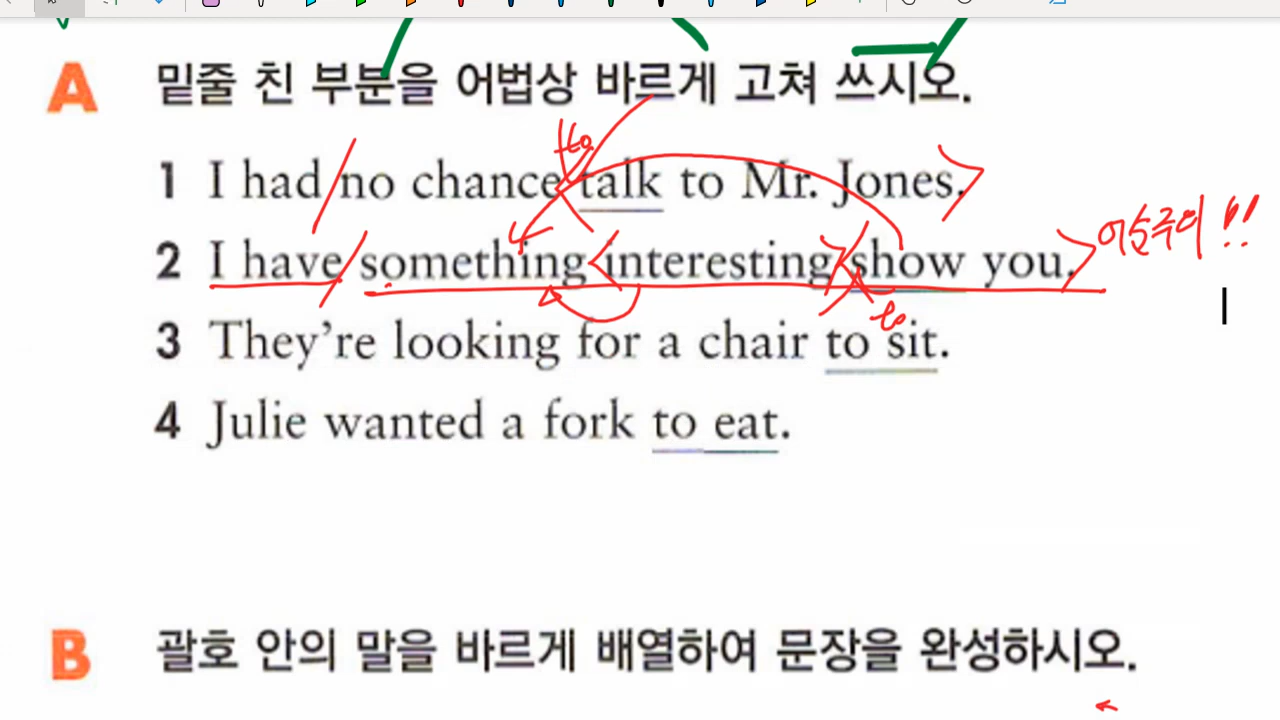 A 밑줄 친 부분을 어법상 바르게 고쳐 쓰시오.
to
1 I had no chance talk to Mr. Jones.
어순주의 !!
2 I have something interesting show you.
to
3 They're looking for a chair to sit.
4 Julie wanted a fork to eat.
B 괄호 안의 말을 바르게 배열하여 문장을 완성하시오.